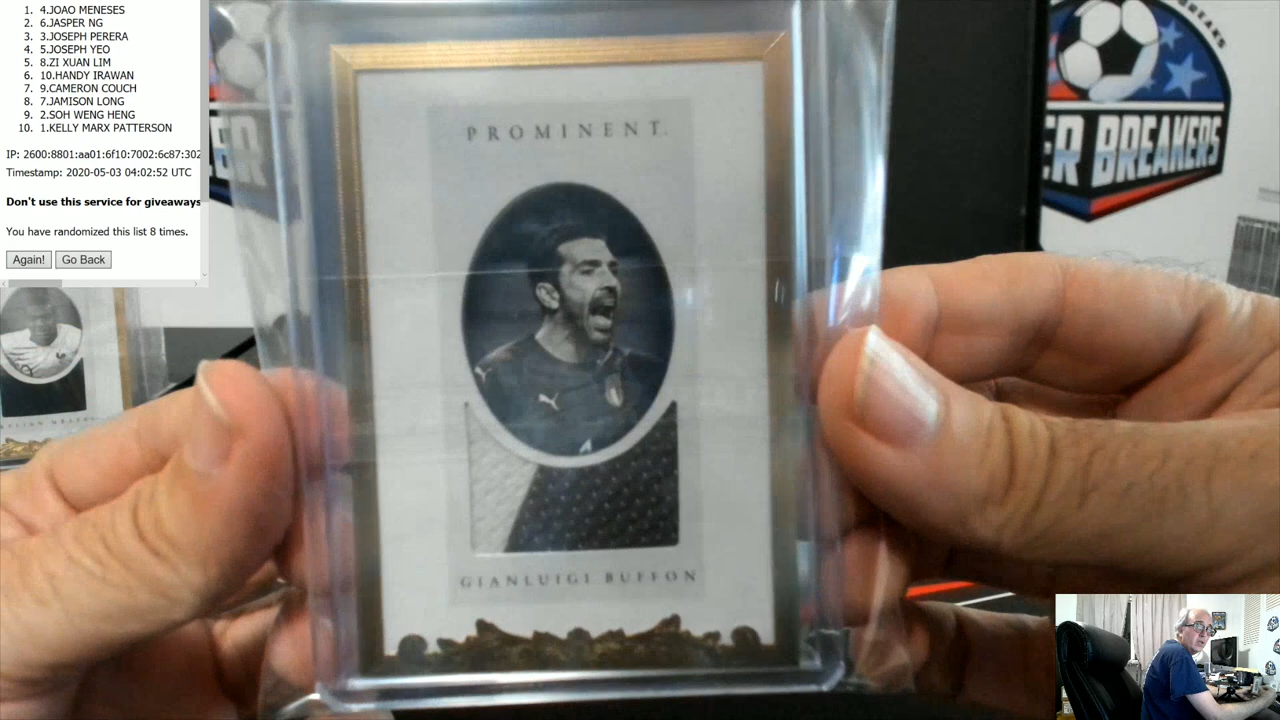 1. 4.JOAO MENESES
2. 6.JASPER NG
3. 3.JOSEPH PERERA
4. 5.JOSEPH YEO
5. 8.ZI XUAN LIM
6. 10.HANDY IRAWAN
7. 9.CAMERON COUCH
8. 7.JAMISON LONG
9. 2.SOH WENG HENG
10. 1.KELLY MARX PATTERSON
IP: 2600:8801:aa01:6f10:7002:6c87:302
Timestamp: 2020-05-03 04:02:52 UTC
Don't use this service for giveaways
You have randomized this list 8 times.
Again! Go Back
PROMINENT.
GIANLUIGI BUFFON
BREAKS
ER BREAKERS